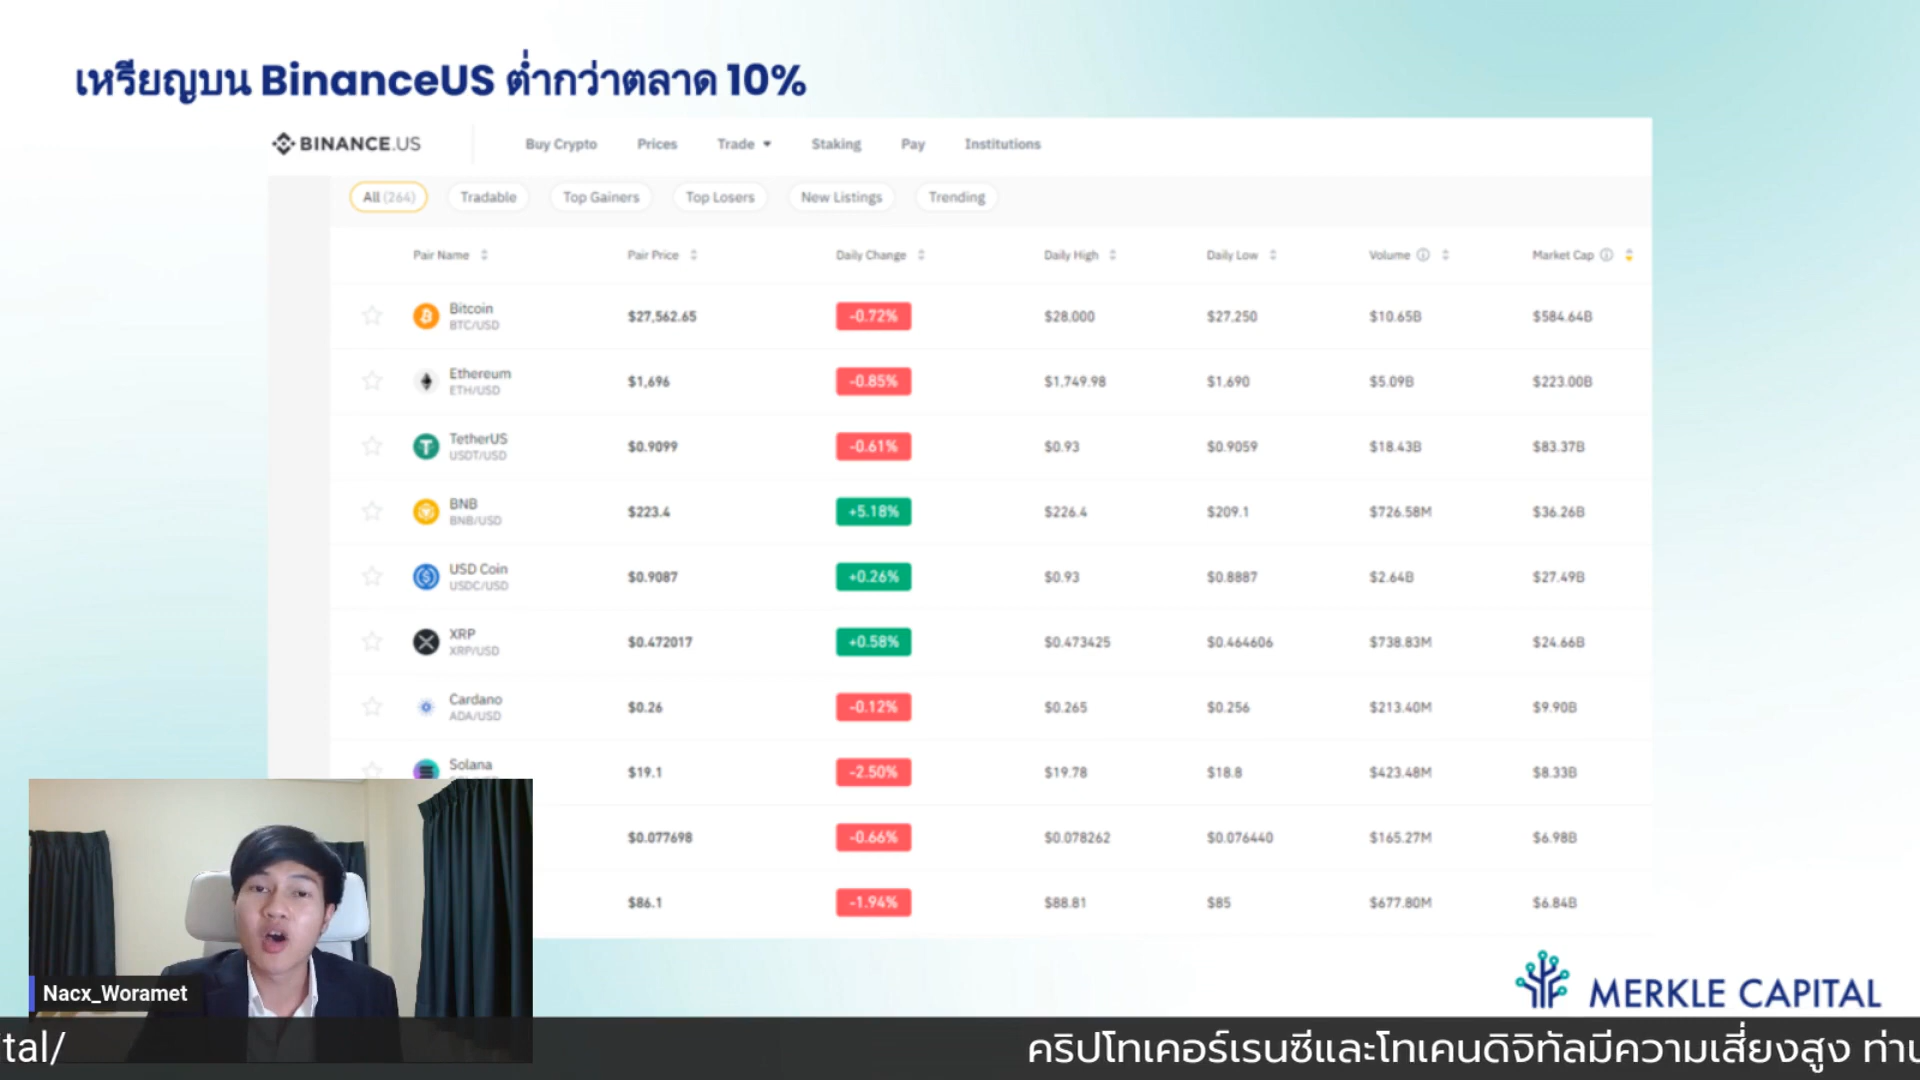 เหรียญบน BinanceUS ต่ำกว่าตลาด 10%
BINANCE.US Buy Crypto Prices Trade Staking Pay Institutions
All (264) Tradable Top Gainers Top Losers New Listings Trending
Pair Name Pair Price Daily Change Daily High Daily Low Volume Market Cap
Bitcoin
BTC/USD
$27,562.65 -0.72% $28,000 $27,250 $10.65B $584.64B
Ethereum
ETH/USD
$1,696 -0.85% $1,749.98 $1,690 $5.09B $223.00B
TetherUS
USDT/USD
$0.9099 -0.61% $0.93 $0.9059 $18.43B $83.37B
BNB
BNB/USD
$223.4 +5.18% $226.4 $209.1 $726.58M $36.26B
USD Coin
USDC/USD
$0.9087 +0.26% $0.93 $0.8887 $2.64B $27.49B
XRP
XRP/USD
$0.472017 +0.58% $0.473425 $0.464606 $738.83M $24.66B
Cardano
ADA/USD
$0.26 -0.12% $0.265 $0.256 $213.40M $9.90B
Solana
$19.1 -2.50% $19.78 $18.8 $423.48M $8.33B
$0.077698 -0.66% $0.078262 $0.076440 $165.27M $6.98B
$86.1 -1.94% $88.81 $85 $677.80M $6.84B
Nacx_Woramet
MERKLE CAPITAL
tal/ คริปโทเคอร์เรนซีและโทเคนดิจิทัลมีความเสี่ยงสูง ท่าน